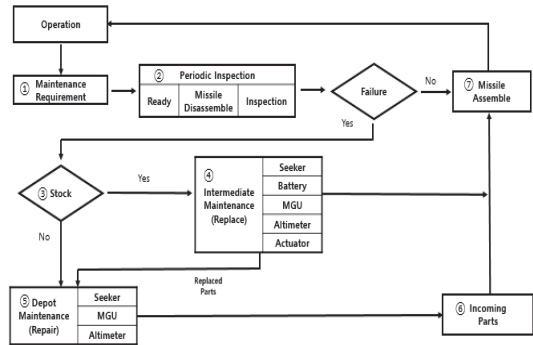 Operation
① Maintenance
Requirement
② Periodic Inspection
Ready
Missile
Disassemble
Inspection
Failure
No
⑦ Missile
Assemble
Yes
③ Stock
Yes
No
④
Intermediate
Maintenance
(Replace)
Seeker
Battery
MGU
Altimeter
Actuator
Replaced
Parts
⑤ Depot
Maintenance
(Repair)
Seeker
MGU
Altimeter
⑥ Incoming
Parts